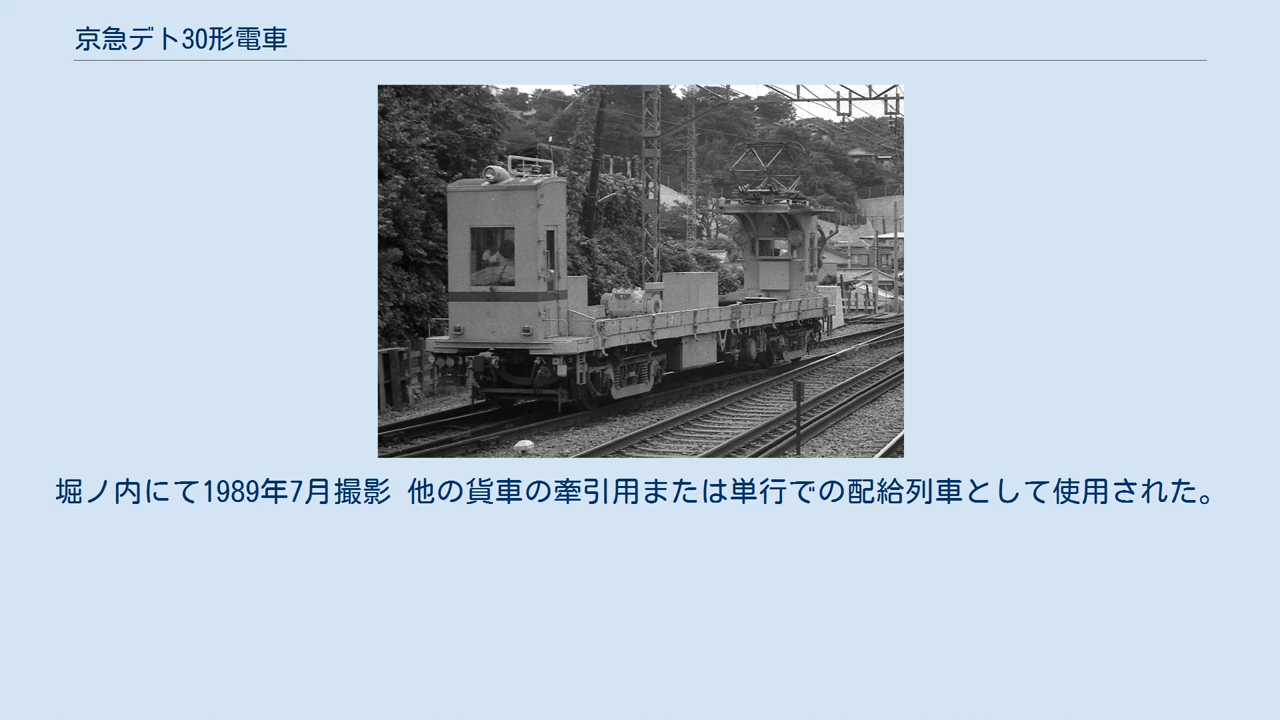 京急デト30形電車
堀ノ内にて1989年7月撮影 他の貨車の牽引用または単行での配給列車として使用された。